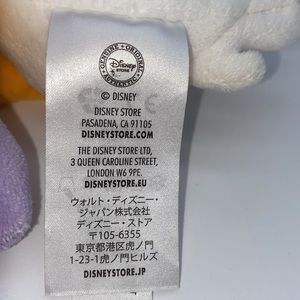 GENUINE • ORIGINAL • AUTHENTIC
Disney
STORE
© DISNEY
DISNEY STORE
PASADENA, CA 91105
DISNEYSTORE.COM
THE DISNEY STORE LTD,
3 QUEEN CAROLINE STREET,
LONDON W6 9PE.
DISNEYSTORE.EU
ウォルト・ディズニー・
ジャパン株式会社
ディズニー・ストア
〒105-6355
東京都港区虎ノ門
1-23-1虎ノ門ヒルズ
DISNEYSTORE.JP